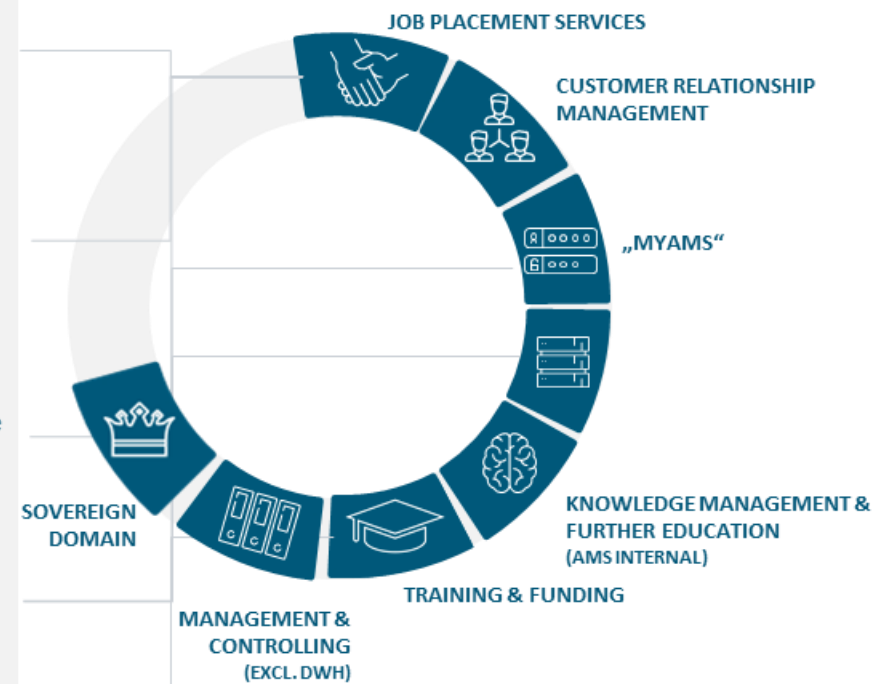 JOB PLACEMENT SERVICES
CUSTOMER RELATIONSHIP
MANAGEMENT
„MYAMS“
KNOWLEDGE MANAGEMENT &
FURTHER EDUCATION
(AMS INTERNAL)
TRAINING & FUNDING
MANAGEMENT &
CONTROLLING
(EXCL. DWH)
SOVEREIGN
DOMAIN